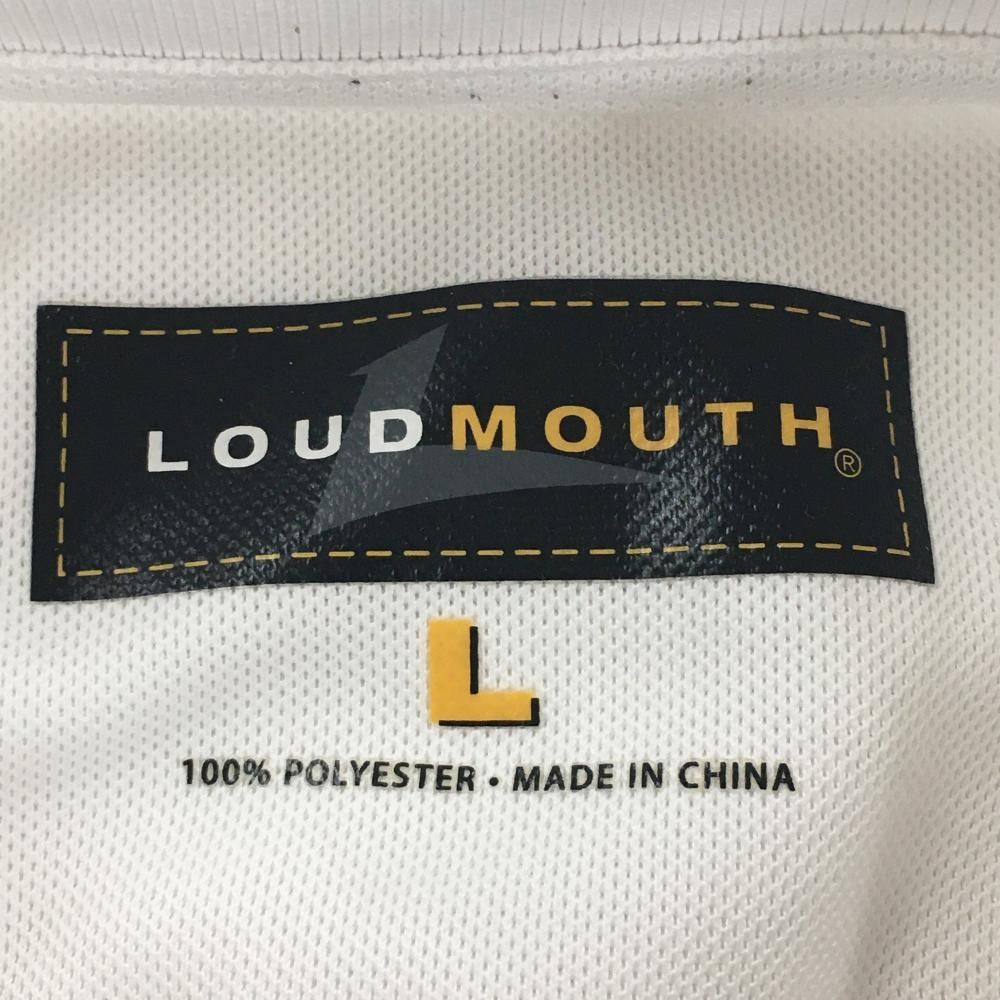 LOUDMOUTH®
L
100% POLYESTER • MADE IN CHINA